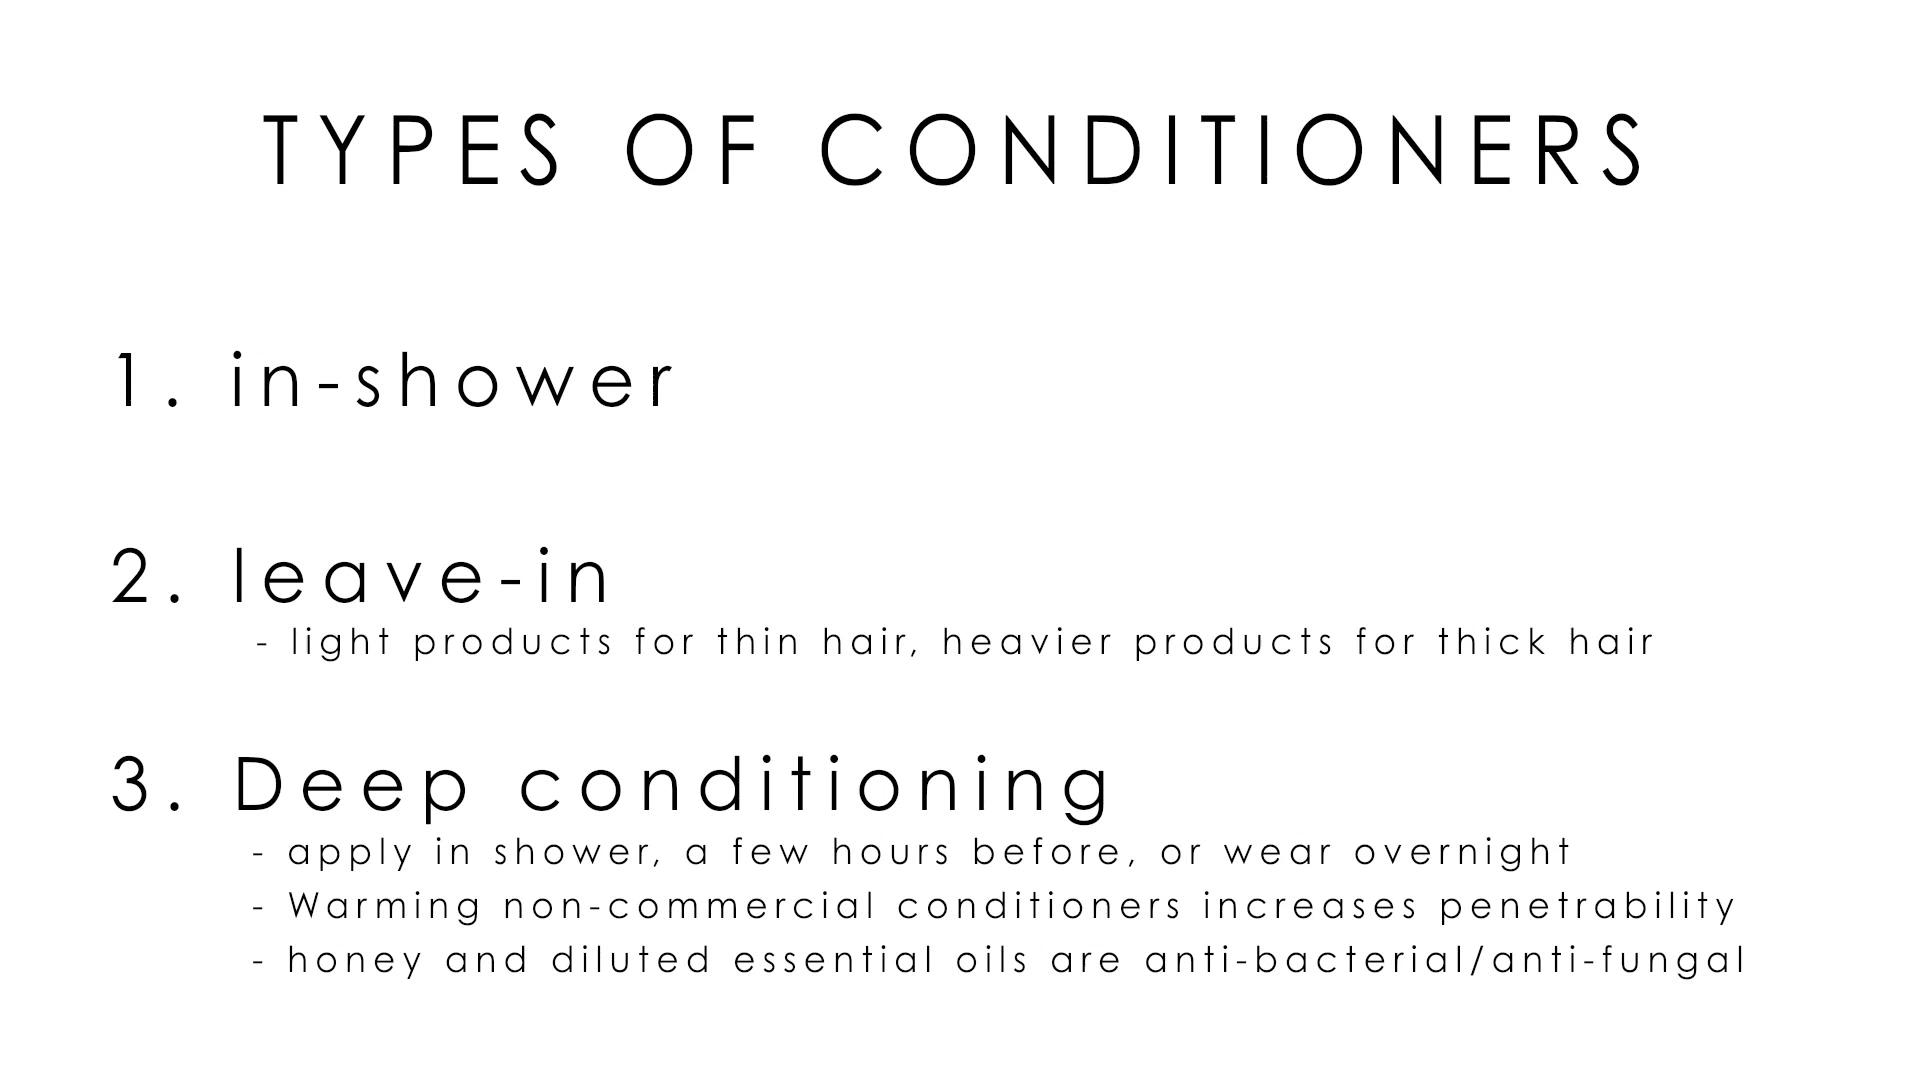 TYPES OF CONDITIONERS
1. in-shower
2. leave-in
- light products for thin hair, heavier products for thick hair
3. Deep conditioning
- apply in shower, a few hours before, or wear overnight
- Warming non-commercial conditioners increases penetrability
- honey and diluted essential oils are anti-bacterial/anti-fungal